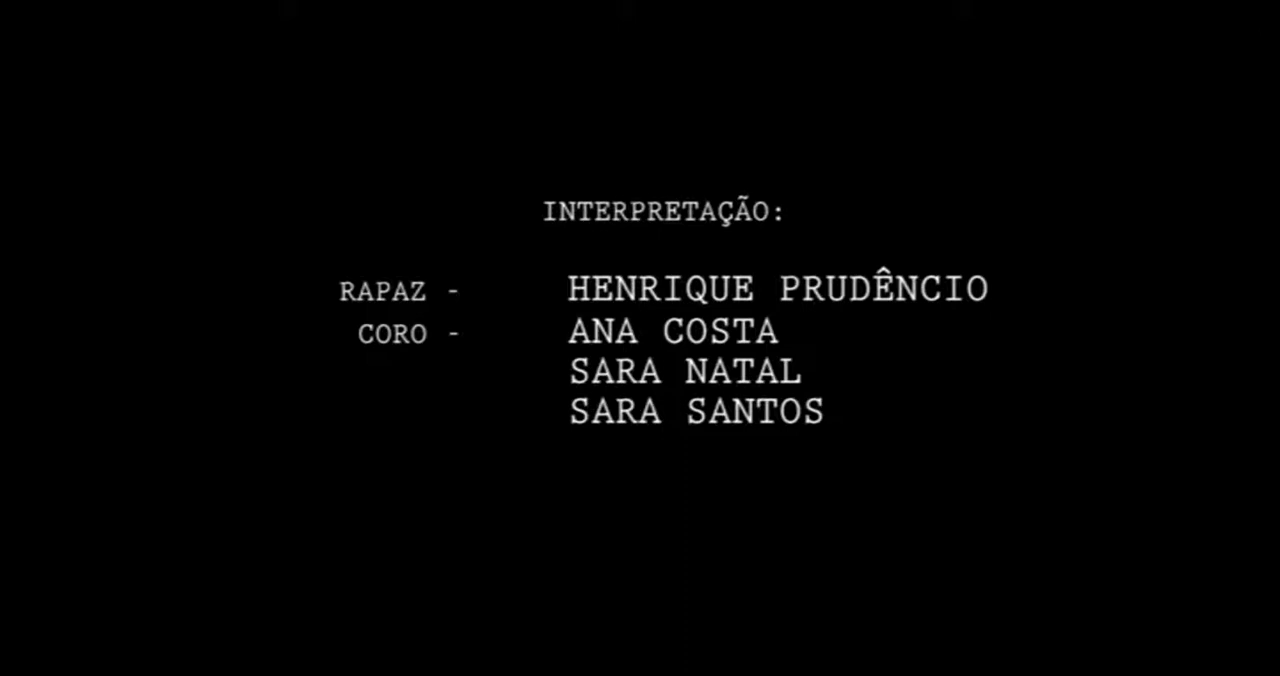 INTERPRETAÇÃO:
RAPAZ - HENRIQUE PRUDÊNCIO
CORO - ANA COSTA
SARA NATAL
SARA SANTOS